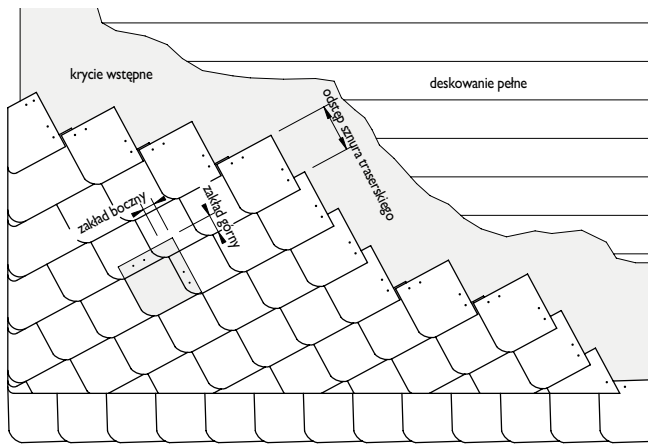 krycie wstępne
deskowanie pełne
odstęp sznura traserskiego
zakład boczny
zakład górny